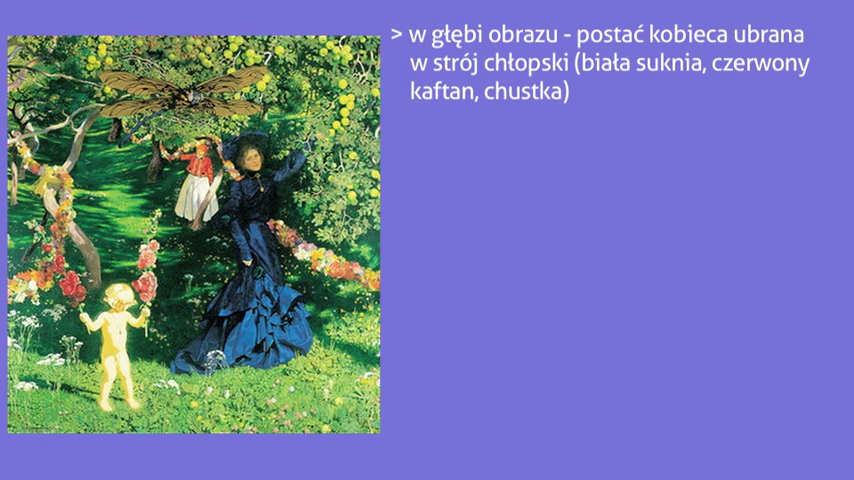 > w głębi obrazu - postać kobieca ubrana
w strój chłopski (biała suknia, czerwony
kaftan, chustka)